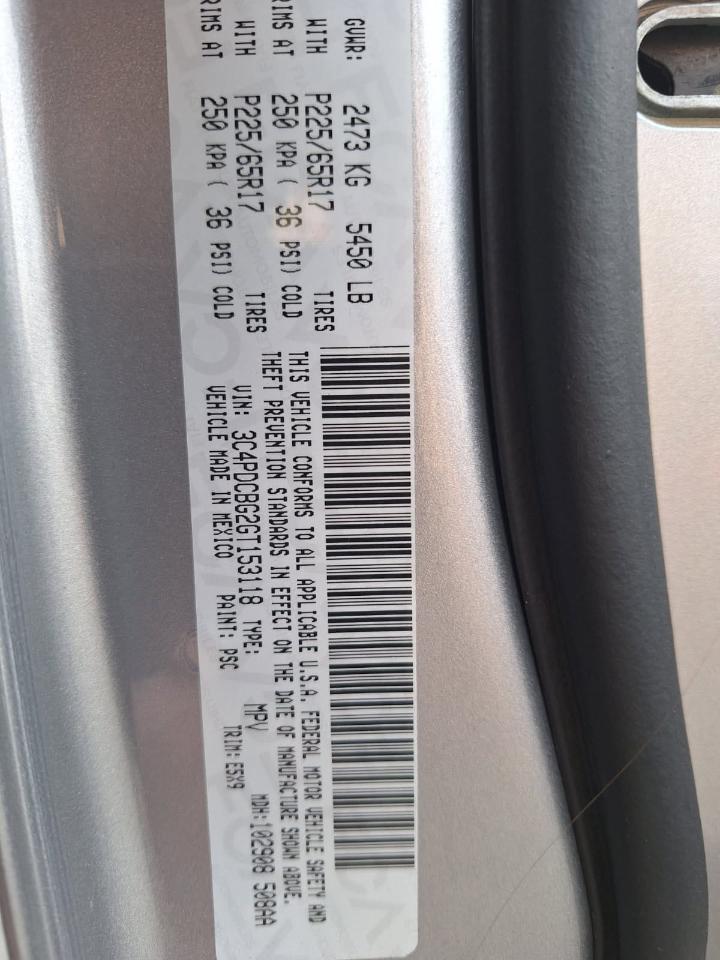 GVWR: 2473 KG 5450 LB
WITH P225/65R17 TIRES
RIMS AT 250 KPA ( 36 PSI) COLD
WITH P225/65R17 TIRES
RIMS AT 250 KPA ( 36 PSI) COLD
THIS VEHICLE CONFORMS TO ALL APPLICABLE U.S.A. FEDERAL MOTOR VEHICLE SAFETY AND
THEFT PREVENTION STANDARDS IN EFFECT ON THE DATE OF MANUFACTURE SHOWN ABOVE.
VIN: 3C4PDCBG2GT153118 TYPE: MPV MDH:102908 508AA
VEHICLE MADE IN MEXICO PAINT: PSC TRIM: E5X9